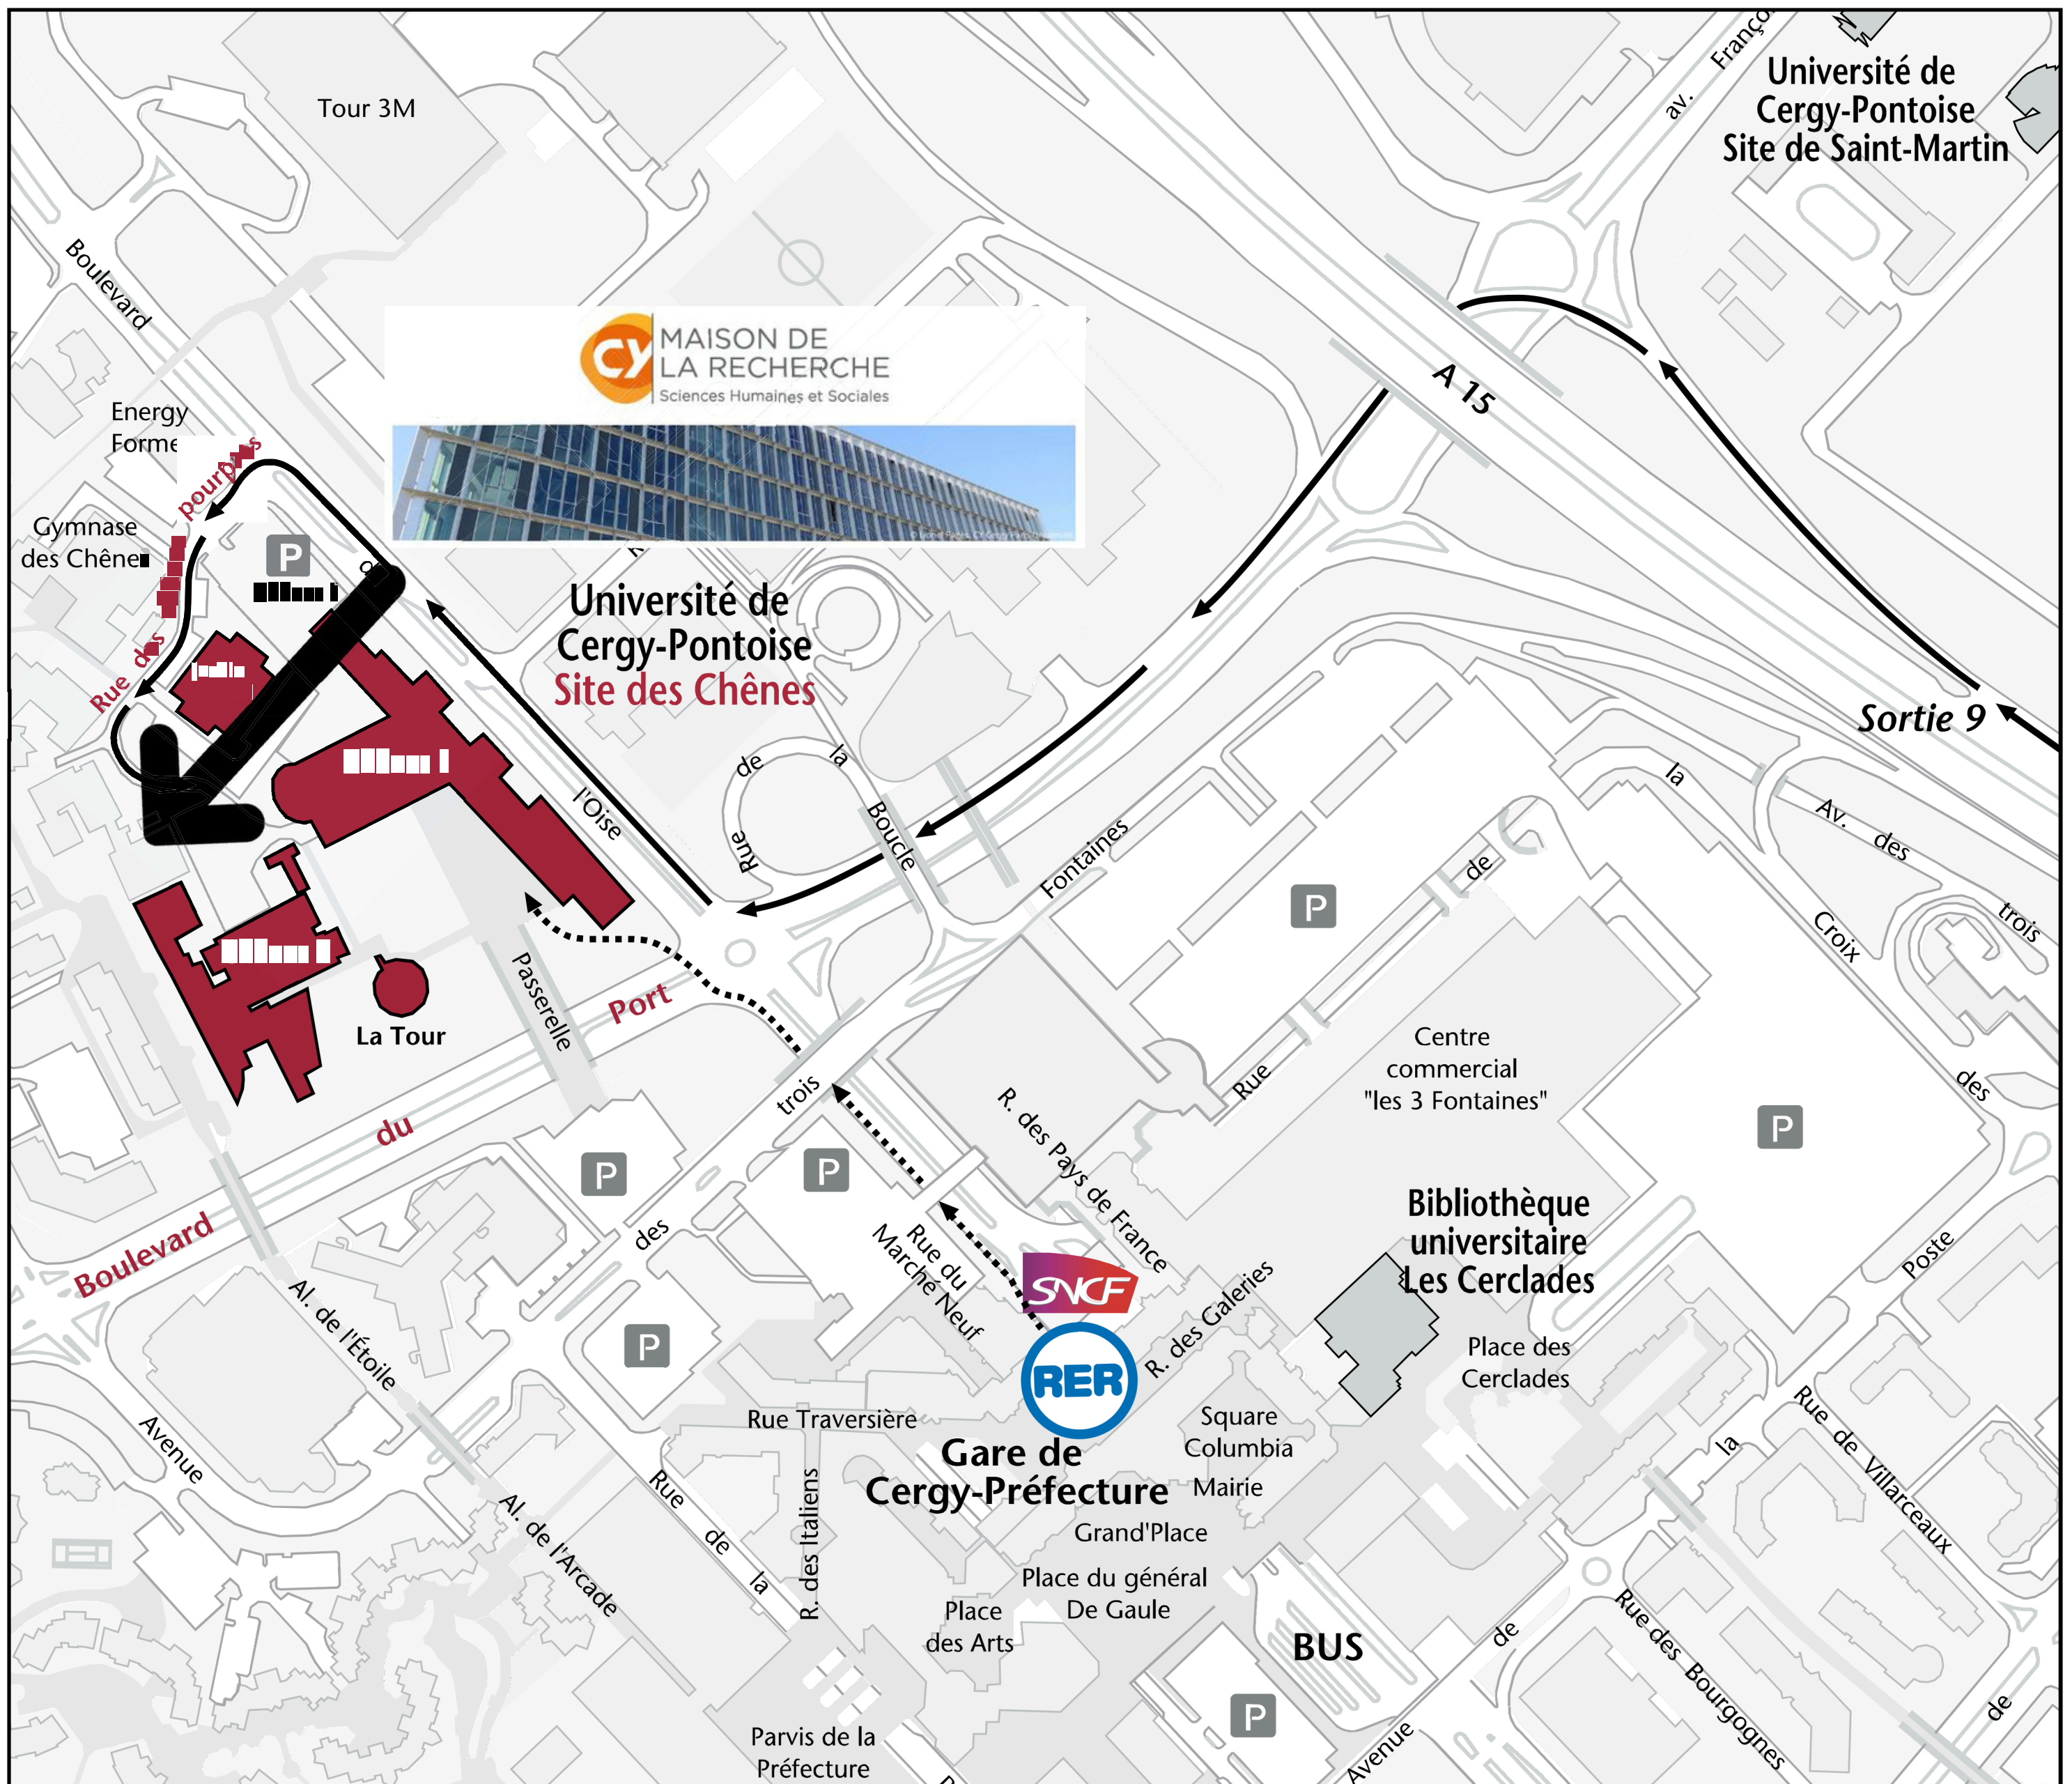 Tour 3M
Françoi
av.
Université de
Cergy-Pontoise
Site de Saint-Martin
Boulevard
CY
MAISON DE
LA RECHERCHE
Sciences Humaines et Sociales
A 15
Energy
Forme
pourpres
Gymnase
des Chêne
P
Rue des
Université de
Cergy-Pontoise
Site des Chênes
Sortie 9
l'Oise
Rue de la Boucle
Fontaines
la Croix des
Av. des trois
P
de
Passerelle
Port
La Tour
Centre
commercial
"les 3 Fontaines"
Rue
trois
R. des Pays de France
du
P
P
P
Boulevard
des
Rue du
Marché Neuf
Bibliothèque
universitaire
Les Cerclades
Poste
SNCF
R. des Galeries
Al. de l'Étoile
P
RER
Place des
Cerclades
Avenue
Rue Traversière
Square
Columbia
Gare de
Cergy-Préfecture
Mairie
la
Rue de Villarceaux
Rue de la
R. des Italiens
Al. de l'Arcade
Grand'Place
Place du général
De Gaule
Place
des Arts
BUS
de
Rue des Bourgognes
de
P
Parvis de la
Préfecture
Avenue